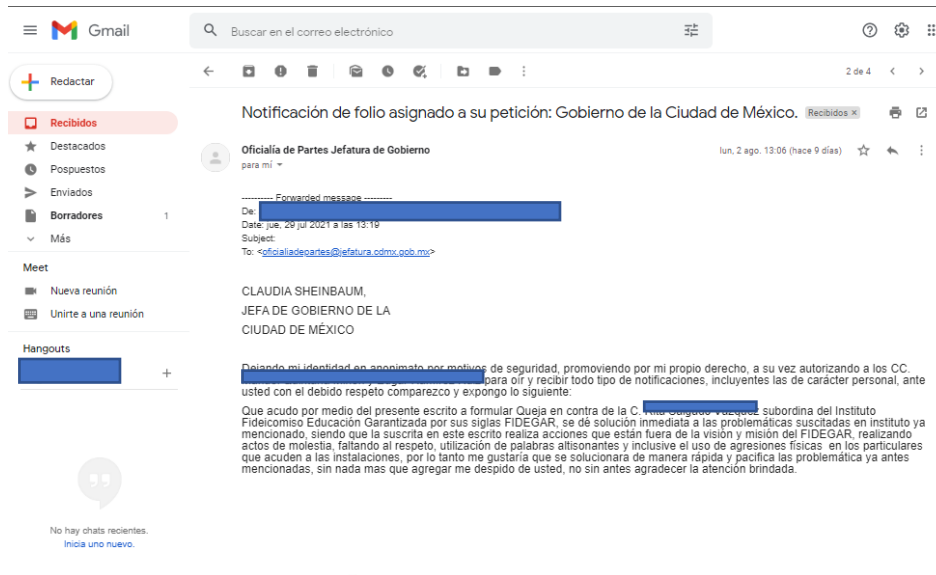 Gmail
Buscar en el correo electrónico
Redactar
2 de 4
Recibidos
Destacados
Pospuestos
Enviados
Borradores 1
Más
Meet
Nueva reunión
Unirte a una reunión
Hangouts
No hay chats recientes.
Inicia uno nuevo.
Notificación de folio asignado a su petición: Gobierno de la Ciudad de México. Recibidos x
Oficialía de Partes Jefatura de Gobierno lun, 2 ago. 13:06 (hace 9 días)
para mí
---------- Forwarded message ---------
De:
Date: jue, 29 jul 2021 a las 13:19
Subject:
To: <oficialiadepartes@jefatura.cdmx.gob.mx>
CLAUDIA SHEINBAUM,
JEFA DE GOBIERNO DE LA
CIUDAD DE MÉXICO
Dejando mi identidad en anonimato por motivos de seguridad, promoviendo por mi propio derecho, a su vez autorizando a los CC.
para oír y recibir todo tipo de notificaciones, incluyentes las de carácter personal, ante
usted con el debido respeto comparezco y expongo lo siguiente:
Que acudo por medio del presente escrito a formular Queja en contra de la C. subordina del Instituto
Fideicomiso Educación Garantizada por sus siglas FIDEGAR, se dé solución inmediata a las problemáticas suscitadas en instituto ya
mencionado, siendo que la suscrita en este escrito realiza acciones que están fuera de la visión y misión del FIDEGAR, realizando
actos de molestia, faltando al respeto, utilización de palabras altisonantes y inclusive el uso de agresiones físicas en los particulares
que acuden a las instalaciones, por lo tanto me gustaría que se solucionara de manera rápida y pacifica las problemática ya antes
mencionadas, sin nada mas que agregar me despido de usted, no sin antes agradecer la atención brindada.